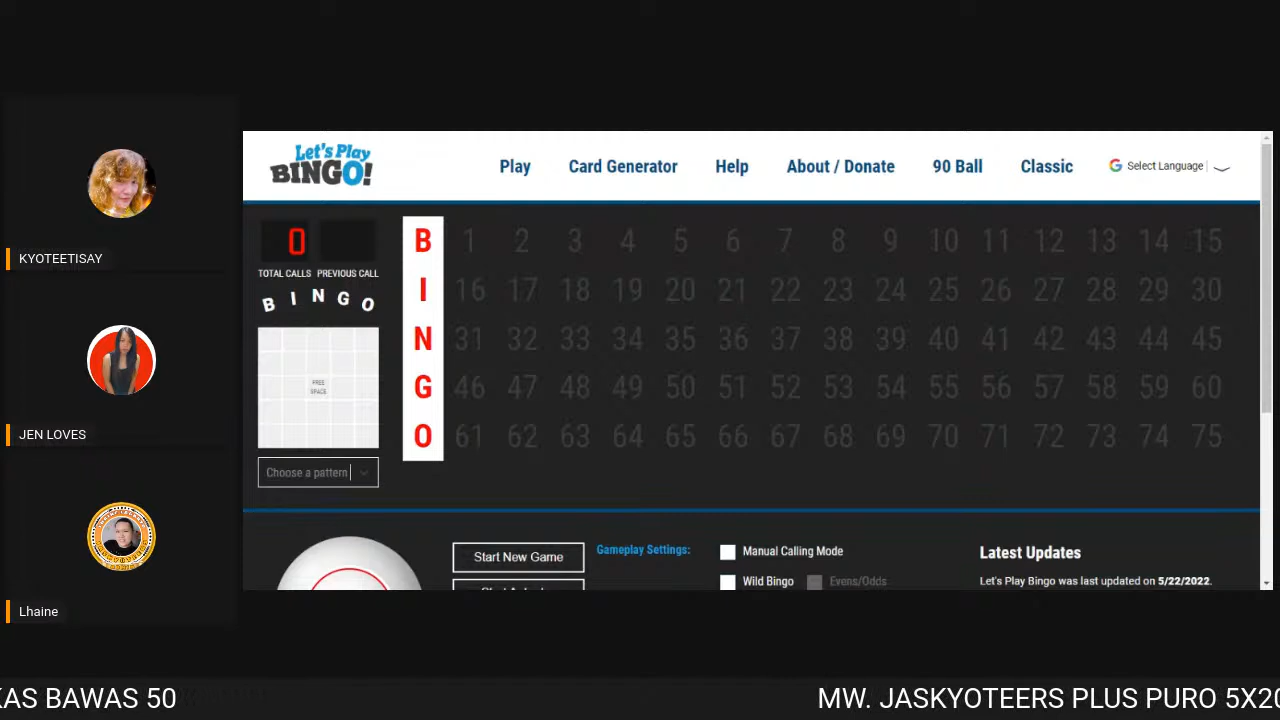 KYOTEETISAY
JEN LOVES
Lhaine
Let's Play
BINGO!
Play Card Generator Help About / Donate 90 Ball Classic Select Language
0
TOTAL CALLS PREVIOUS CALL
B I N G O
FREE
SPACE
Choose a pattern
B 1 2 3 4 5 6 7 8 9 10 11 12 13 14 15
I 16 17 18 19 20 21 22 23 24 25 26 27 28 29 30
N 31 32 33 34 35 36 37 38 39 40 41 42 43 44 45
G 46 47 48 49 50 51 52 53 54 55 56 57 58 59 60
O 61 62 63 64 65 66 67 68 69 70 71 72 73 74 75
Start New Game
Gameplay Settings:
Manual Calling Mode
Wild Bingo Evens/Odds
Latest Updates
Let's Play Bingo was last updated on 5/22/2022.
KAS BAWAS 50 MW. JASKYOTEERS PLUS PURO 5X20